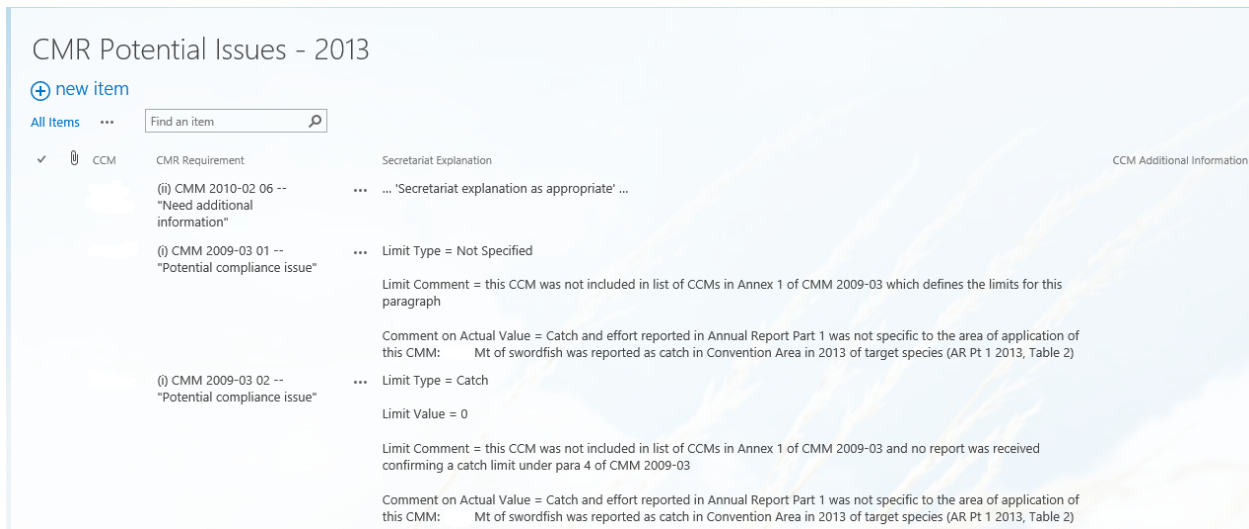 CMR Potential Issues - 2013
new item
All Items ... Find an item
CCM CMR Requirement Secretariat Explanation CCM Additional Information
(ii) CMM 2010-02 06 -- ... ... 'Secretariat explanation as appropriate' ...
"Need additional
information"
(i) CMM 2009-03 01 -- ... Limit Type = Not Specified
"Potential compliance issue"
Limit Comment = this CCM was not included in list of CCMs in Annex 1 of CMM 2009-03 which defines the limits for this
paragraph
Comment on Actual Value = Catch and effort reported in Annual Report Part 1 was not specific to the area of application of
this CMM: Mt of swordfish was reported as catch in Convention Area in 2013 of target species (AR Pt 1 2013, Table 2)
(i) CMM 2009-03 02 -- ... Limit Type = Catch
"Potential compliance issue"
Limit Value = 0
Limit Comment = this CCM was not included in list of CCMs in Annex 1 of CMM 2009-03 and no report was received
confirming a catch limit under para 4 of CMM 2009-03
Comment on Actual Value = Catch and effort reported in Annual Report Part 1 was not specific to the area of application of
this CMM: Mt of swordfish was reported as catch in Convention Area in 2013 of target species (AR Pt 1 2013, Table 2)